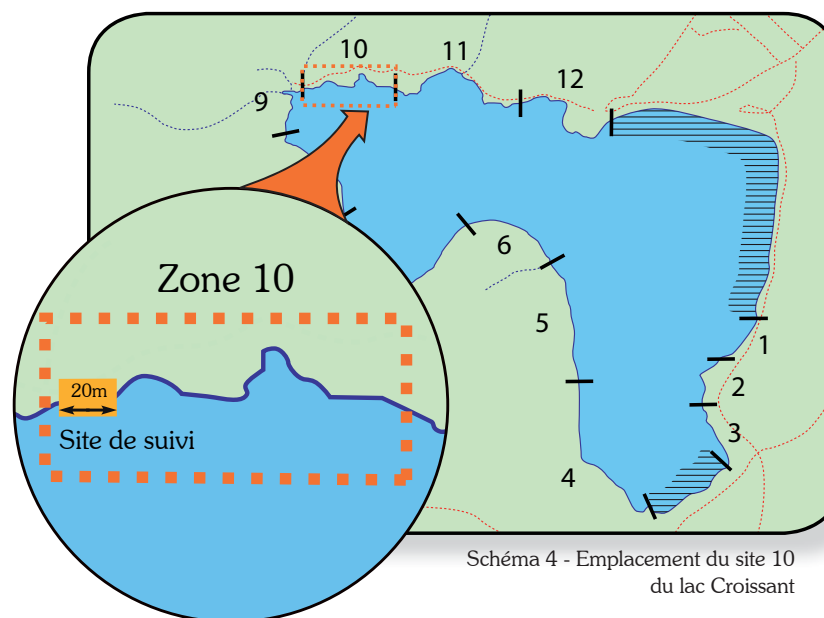 10
11
12
9
Zone 10
6
5
1
2
20m
3
Site de suivi
4
Schéma 4 - Emplacement du site 10
du lac Croissant